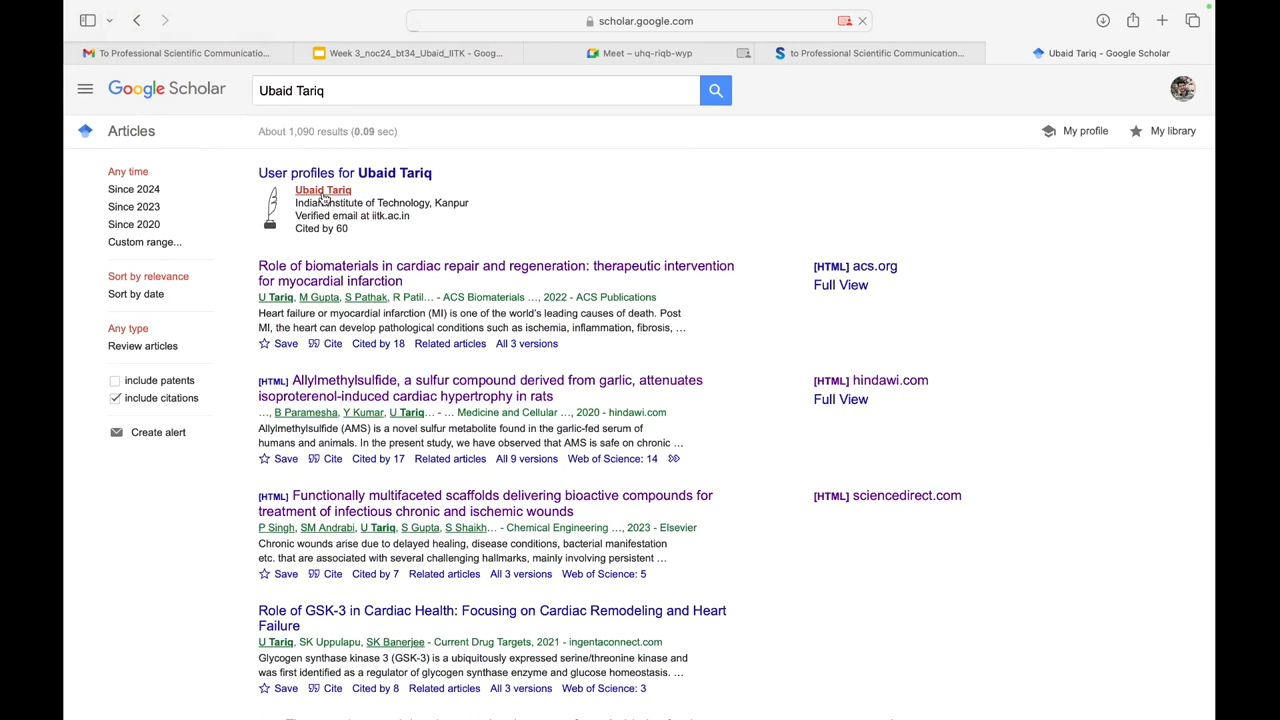 scholar.google.com
To Professional Scientific Communicatio...
Week 3_noc24_bt34_Ubaid_IITK - Goog...
Meet – uhq-riqb-wyp
to Professional Scientific Communication...
Ubaid Tariq - Google Scholar
Google Scholar
Ubaid Tariq
Articles
About 1,090 results (0.09 sec)
My profile
My library
Any time
Since 2024
Since 2023
Since 2020
Custom range...
Sort by relevance
Sort by date
Any type
Review articles
include patents
include citations
Create alert
User profiles for Ubaid Tariq
Ubaid Tariq
Indian Institute of Technology, Kanpur
Verified email at iitk.ac.in
Cited by 60
Role of biomaterials in cardiac repair and regeneration: therapeutic intervention
for myocardial infarction
U Tariq, M Gupta, S Pathak, R Patil... - ACS Biomaterials ..., 2022 - ACS Publications
Heart failure or myocardial infarction (MI) is one of the world's leading causes of death. Post
MI, the heart can develop pathological conditions such as ischemia, inflammation, fibrosis, ...
Save Cite Cited by 18 Related articles All 3 versions
[HTML] acs.org
Full View
[HTML] Allylmethylsulfide, a sulfur compound derived from garlic, attenuates
isoproterenol-induced cardiac hypertrophy in rats
..., B Paramesha, Y Kumar, U Tariq... - ... Medicine and Cellular ..., 2020 - hindawi.com
Allylmethylsulfide (AMS) is a novel sulfur metabolite found in the garlic-fed serum of
humans and animals. In the present study, we have observed that AMS is safe on chronic ...
Save Cite Cited by 17 Related articles All 9 versions Web of Science: 14
[HTML] hindawi.com
Full View
[HTML] Functionally multifaceted scaffolds delivering bioactive compounds for
treatment of infectious chronic and ischemic wounds
P Singh, SM Andrabi, U Tariq, S Gupta, S Shaikh... - Chemical Engineering ..., 2023 - Elsevier
Chronic wounds arise due to delayed healing, disease conditions, bacterial manifestation
etc. that are associated with several challenging hallmarks, mainly involving persistent ...
Save Cite Cited by 7 Related articles All 3 versions Web of Science: 5
[HTML] sciencedirect.com
Role of GSK-3 in Cardiac Health: Focusing on Cardiac Remodeling and Heart
Failure
U Tariq, SK Uppulapu, SK Banerjee - Current Drug Targets, 2021 - ingentaconnect.com
Glycogen synthase kinase 3 (GSK-3) is a ubiquitously expressed serine/threonine kinase and
was first identified as a regulator of glycogen synthase enzyme and glucose homeostasis. ...
Save Cite Cited by 8 Related articles All 3 versions Web of Science: 3